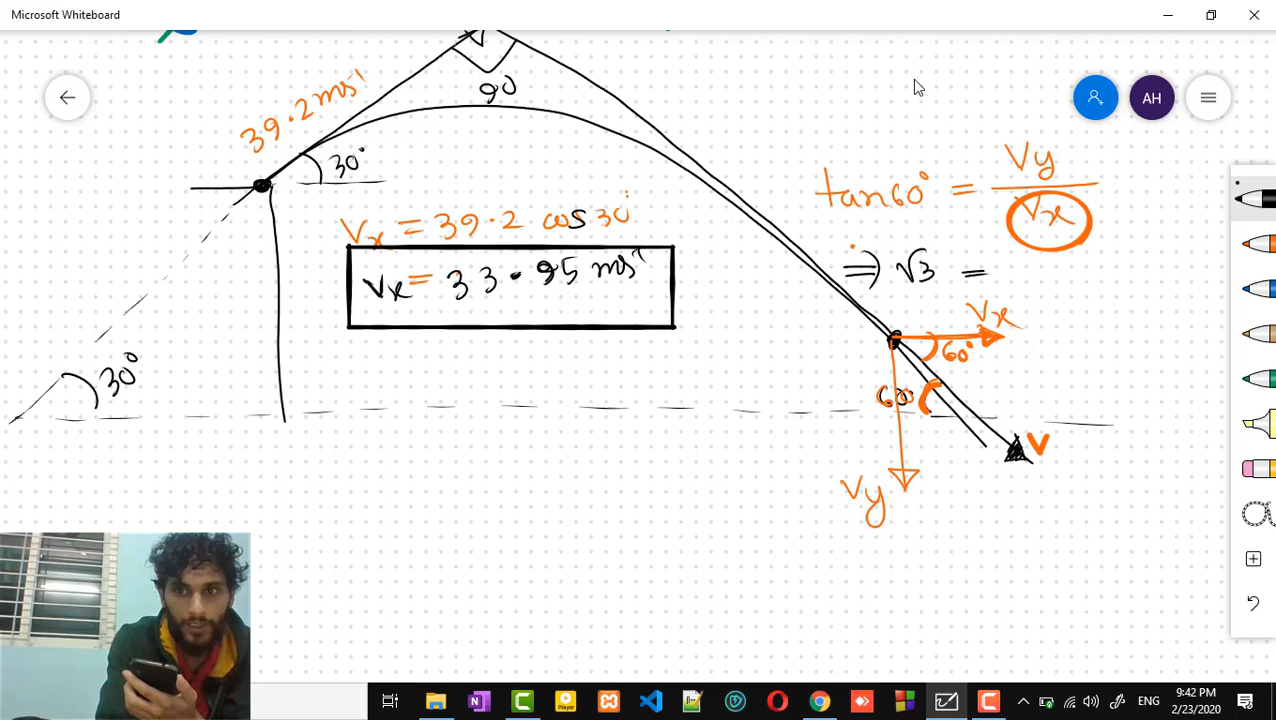 Microsoft Whiteboard
AH
90
39.2 ms⁻¹
30°
Vx = 39.2 cos 30°
Vx = 33.95 ms⁻¹
tan60° = Vy / Vx
⇒ √3 =
Vx
60°
30°
V
Vy
Player
ENG
9:42 PM
2/23/2020